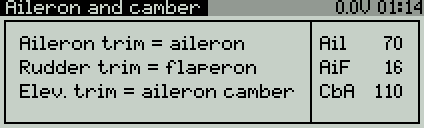 Aileron and camber 0.0V 01:14
Aileron trim = aileron Ail 70
Rudder trim = flaperon AiF 16
Elev. trim = aileron camber CbA 110